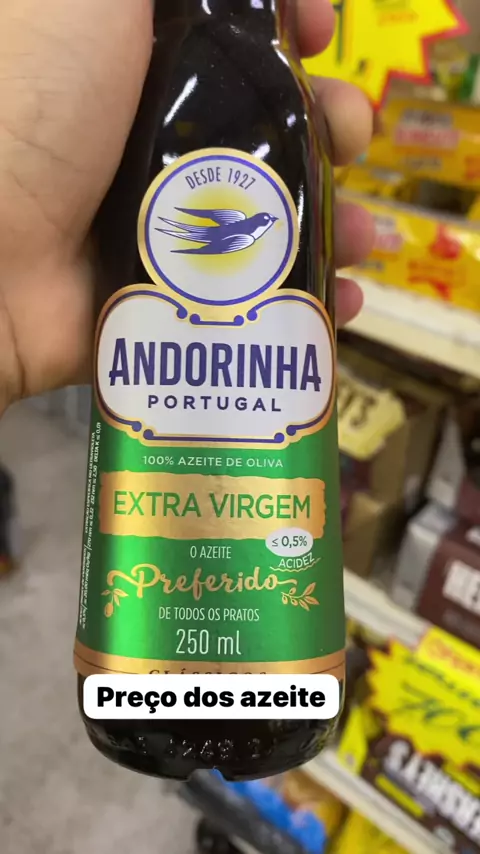 DESDE 1927
ANDORINHA
PORTUGAL
100% AZEITE DE OLIVA
EXTRA VIRGEM
≤ 0,5%
ACIDEZ
O AZEITE
Preferido
DE TODOS OS PRATOS
250 ml
Preço dos azeite